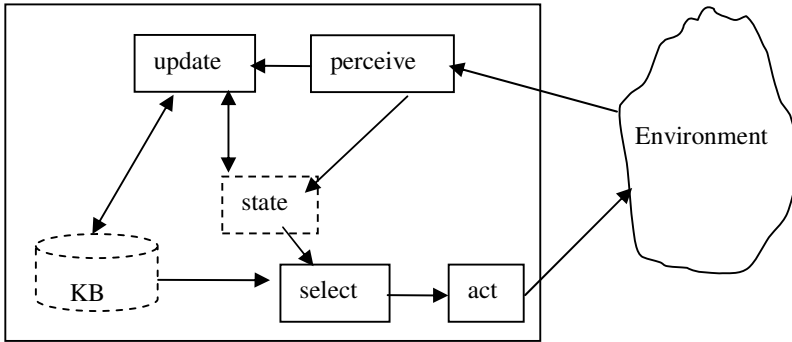 update
perceive
Environment
state
KB
select
act